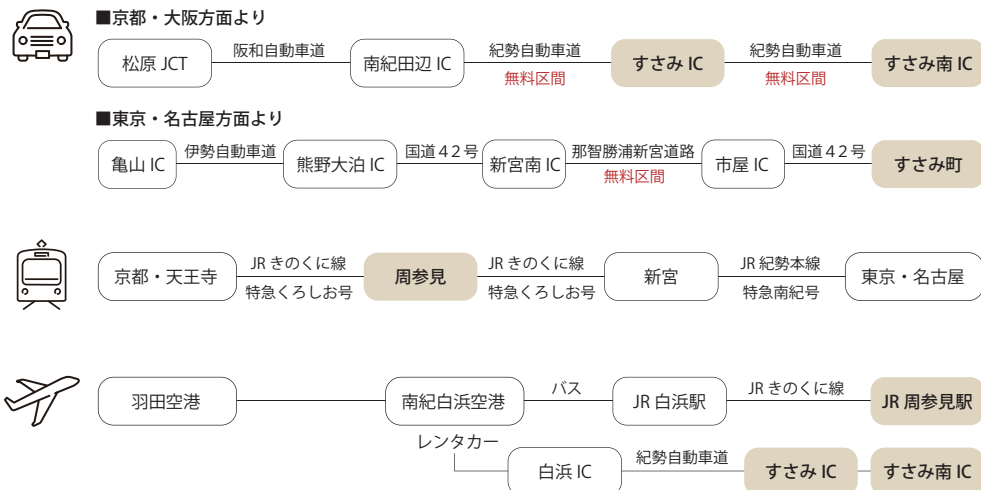 ■京都・大阪方面より
松原 JCT 阪和自動車道 南紀田辺 IC 紀勢自動車道 すさみ IC 紀勢自動車道 すさみ南 IC
無料区間 無料区間
■東京・名古屋方面より
亀山 IC 伊勢自動車道 熊野大泊 IC 国道42号 新宮南 IC 那智勝浦新宮道路 市屋 IC 国道42号 すさみ町
無料区間
京都・天王寺 JR きのくに線 周参見 JR きのくに線 新宮 JR 紀勢本線 東京・名古屋
特急くろしお号 特急くろしお号 特急南紀号
羽田空港 南紀白浜空港 バス JR 白浜駅 JR きのくに線 JR 周参見駅
レンタカー
白浜 IC 紀勢自動車道 すさみ IC すさみ南 IC